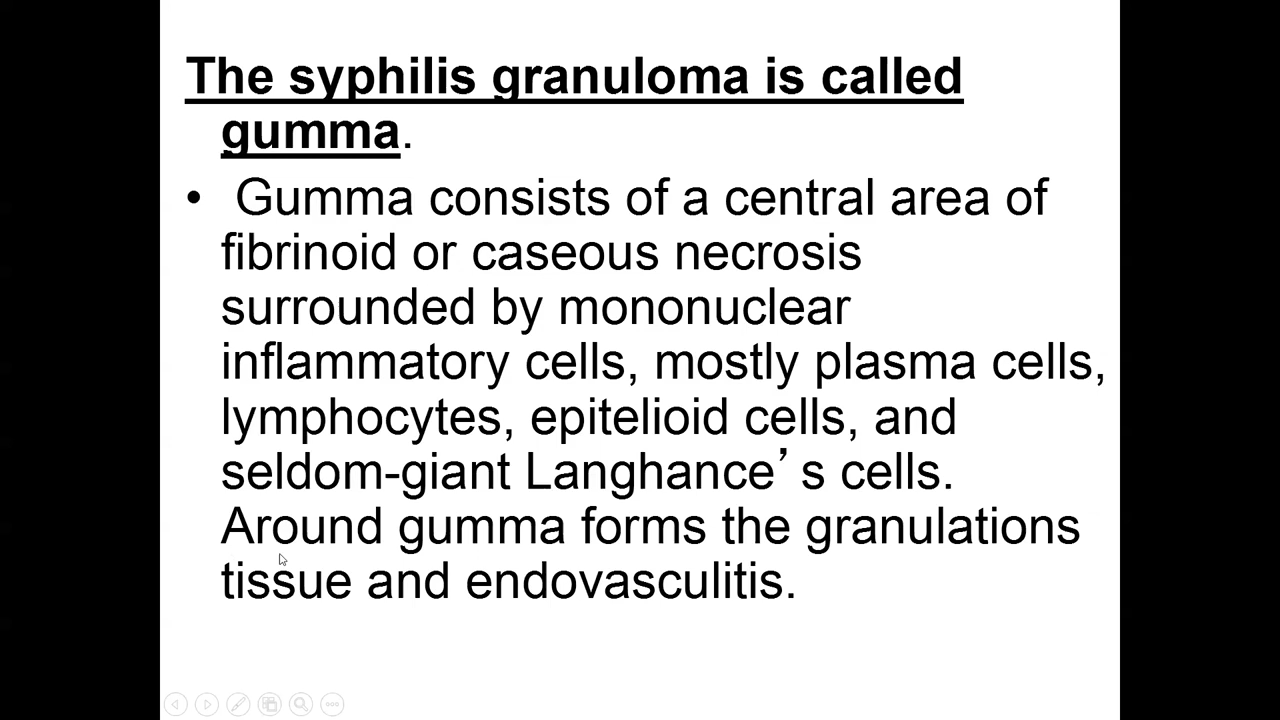 The syphilis granuloma is called
gumma.
• Gumma consists of a central area of
fibrinoid or caseous necrosis
surrounded by mononuclear
inflammatory cells, mostly plasma cells,
lymphocytes, epitelioid cells, and
seldom-giant Langhance’s cells.
Around gumma forms the granulations
tissue and endovasculitis.